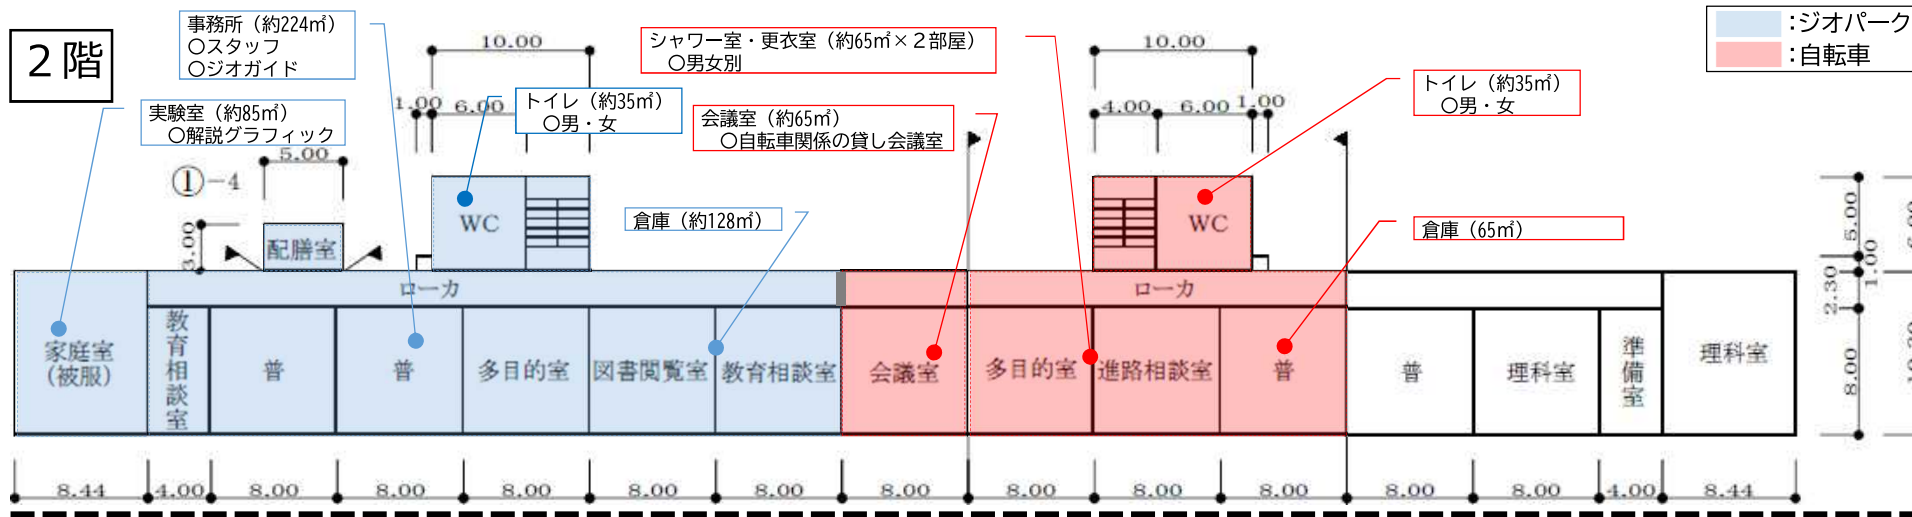 ２階
事務所（約224㎡）
〇スタッフ
〇ジオガイド
実験室（約85㎡）
〇解説グラフィック
トイレ（約35㎡）
〇男・女
シャワー室・更衣室（約65㎡×２部屋）
〇男女別
会議室（約65㎡）
〇自転車関係の貸し会議室
倉庫（約128㎡）
トイレ（約35㎡）
〇男・女
倉庫（65㎡）
：ジオパーク
：自転車
10.00
1.00 6.00
5.00
①-4
3.00
配膳室
WC
10.00
4.00 6.00 1.00
WC
ローカ
ローカ
家庭室
（被服）
教育相談室
普
普
多目的室
図書閲覧室
教育相談室
会議室
多目的室
進路相談室
普
普
理科室
準備室
理科室
5.00
1.00
2.30
8.00
8.44 4.00 8.00 8.00 8.00 8.00 8.00 8.00 8.00 8.00 8.00 8.00 8.00 4.00 8.44